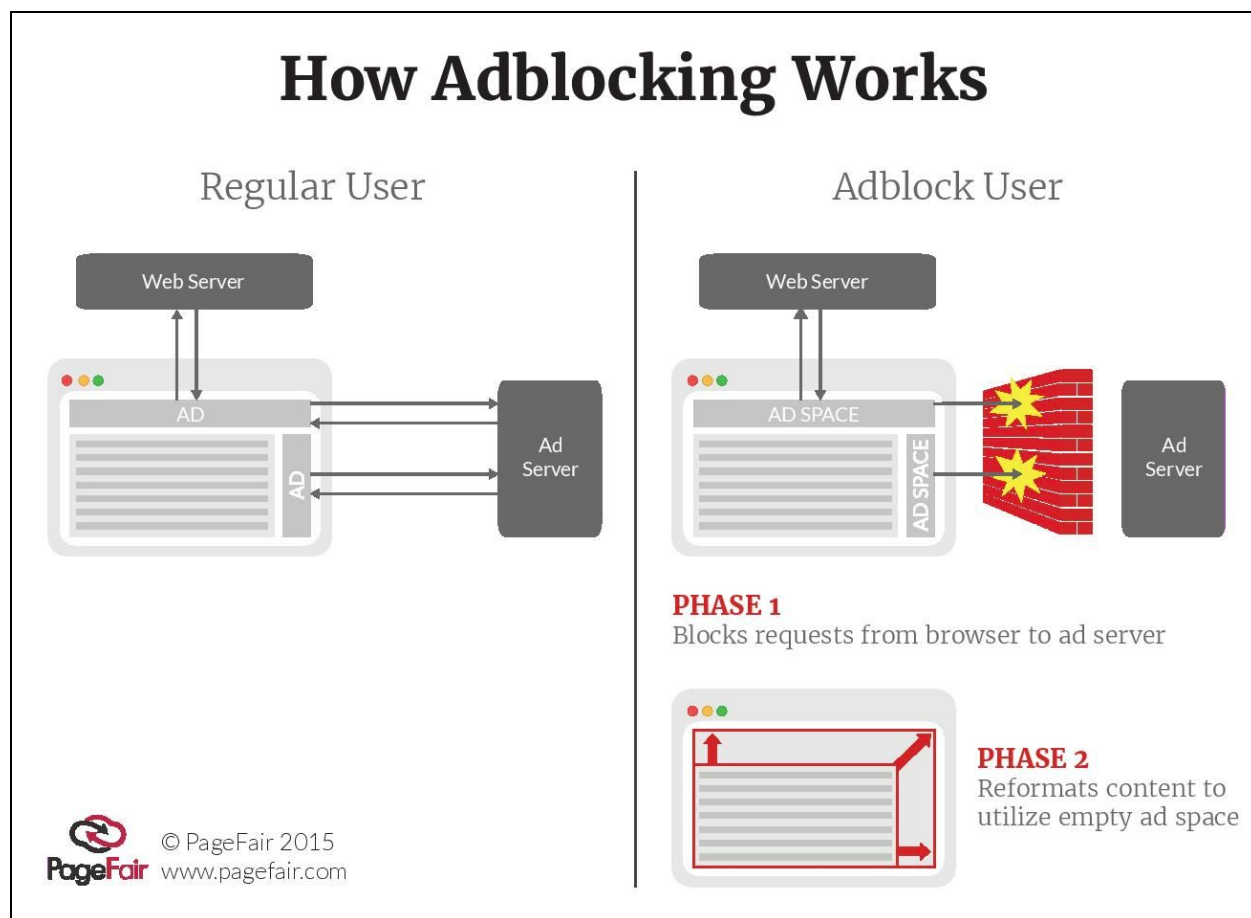 How Adblocking Works
Regular User
Web Server
AD
AD
Ad
Server
Adblock User
Web Server
AD SPACE
AD SPACE
Ad
Server
PHASE 1
Blocks requests from browser to ad server
PHASE 2
Reformats content to
utilize empty ad space
PageFair
© PageFair 2015
www.pagefair.com